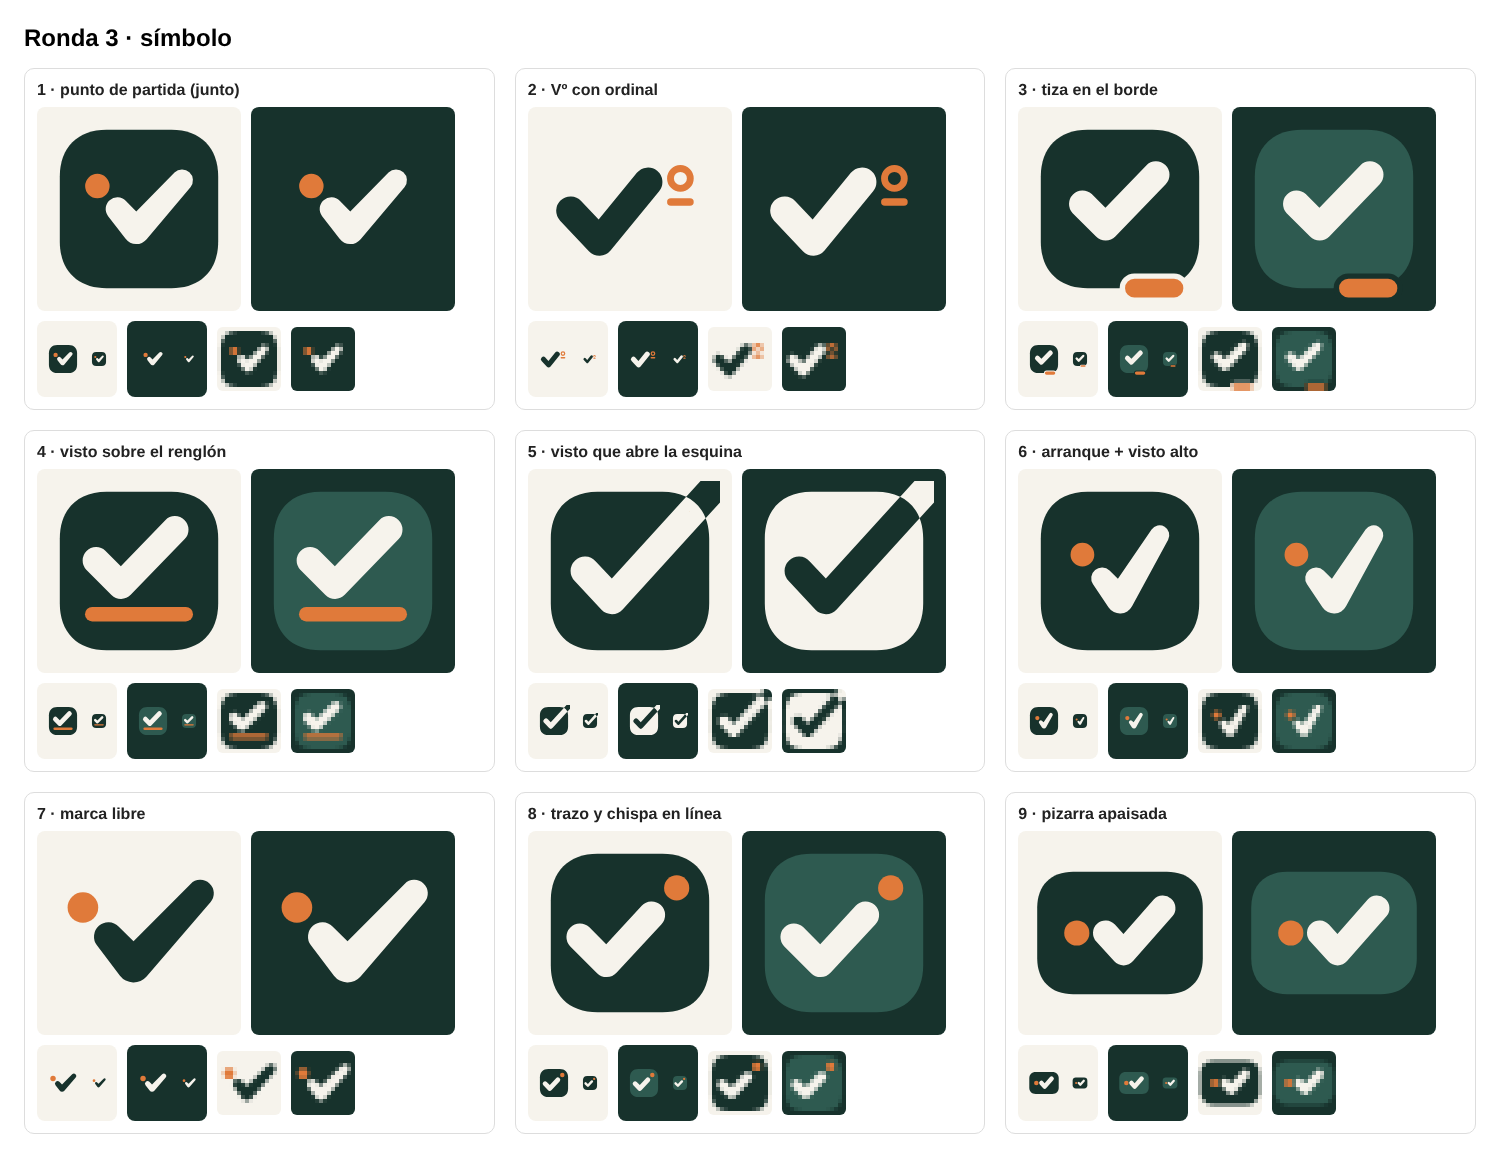 Ronda 3 · símbolo
1 · punto de partida (junto)
2 · Vº con ordinal
3 · tiza en el borde
4 · visto sobre el renglón
5 · visto que abre la esquina
6 · arranque + visto alto
7 · marca libre
8 · trazo y chispa en línea
9 · pizarra apaisada